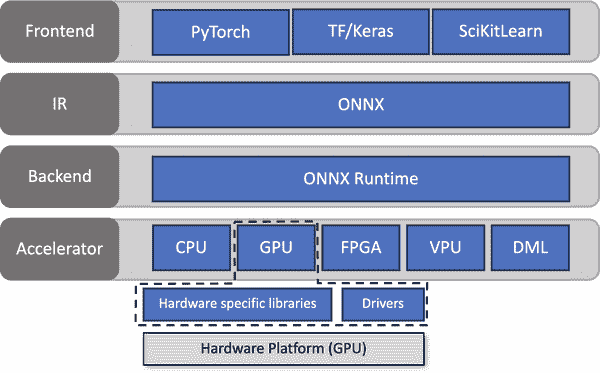 Frontend
PyTorch
TF/Keras
SciKitLearn
IR
ONNX
Backend
ONNX Runtime
Accelerator
CPU
GPU
FPGA
VPU
DML
Hardware specific libraries
Drivers
Hardware Platform (GPU)